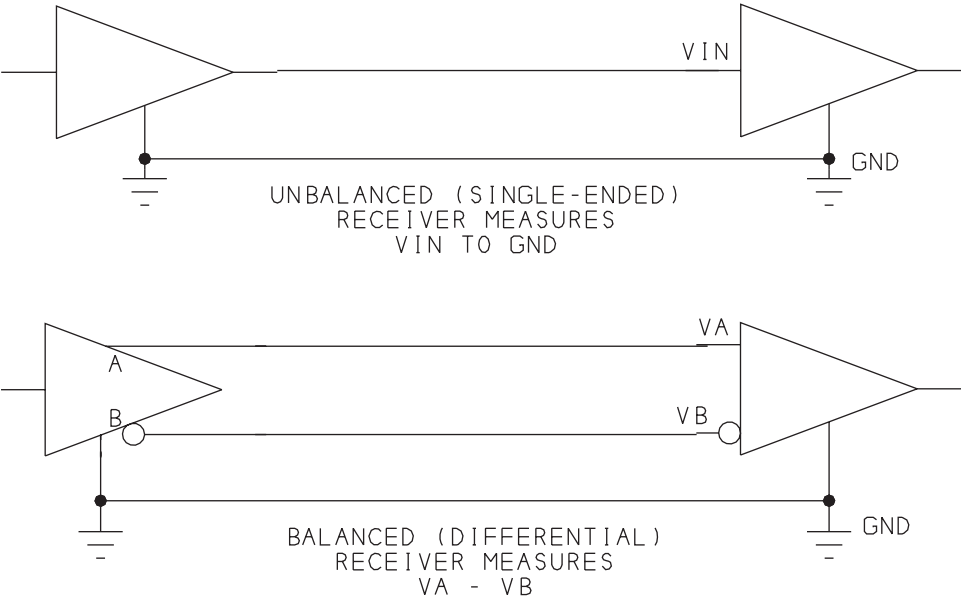 VIN
GND
UNBALANCED (SINGLE-ENDED)
RECEIVER MEASURES
VIN TO GND
VA
A
B
VB
GND
BALANCED (DIFFERENTIAL)
RECEIVER MEASURES
VA - VB